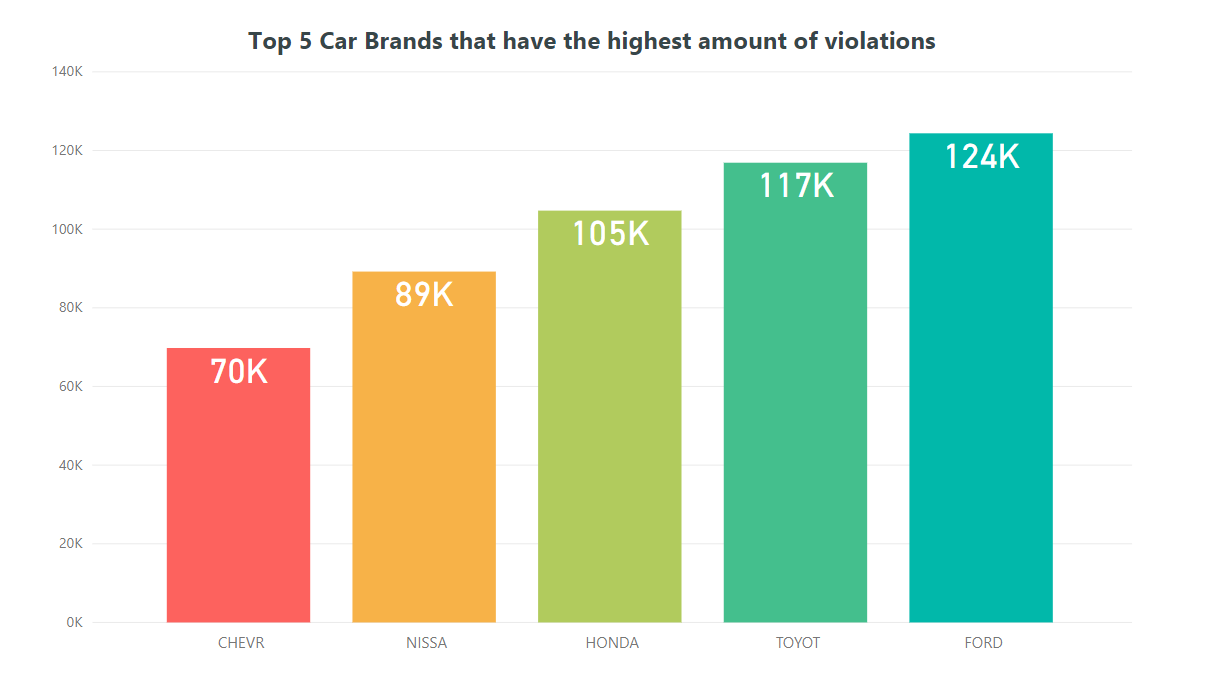 Top 5 Car Brands that have the highest amount of violations
140K
120K
100K
80K
60K
40K
20K
0K
70K
89K
105K
117K
124K
CHEVR
NISSA
HONDA
TOYOT
FORD